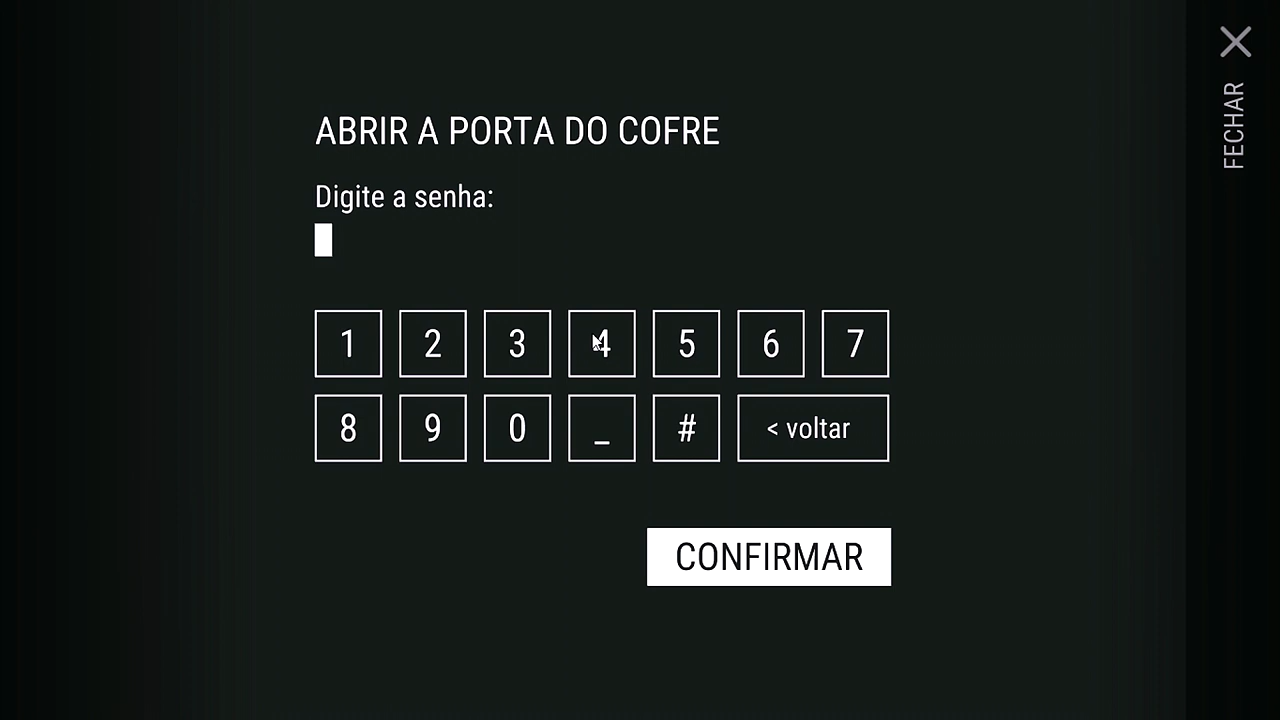 ABRIR A PORTA DO COFRE
FECHAR
Digite a senha:
1 2 3 4 5 6 7
8 9 0 _ # < voltar
CONFIRMAR